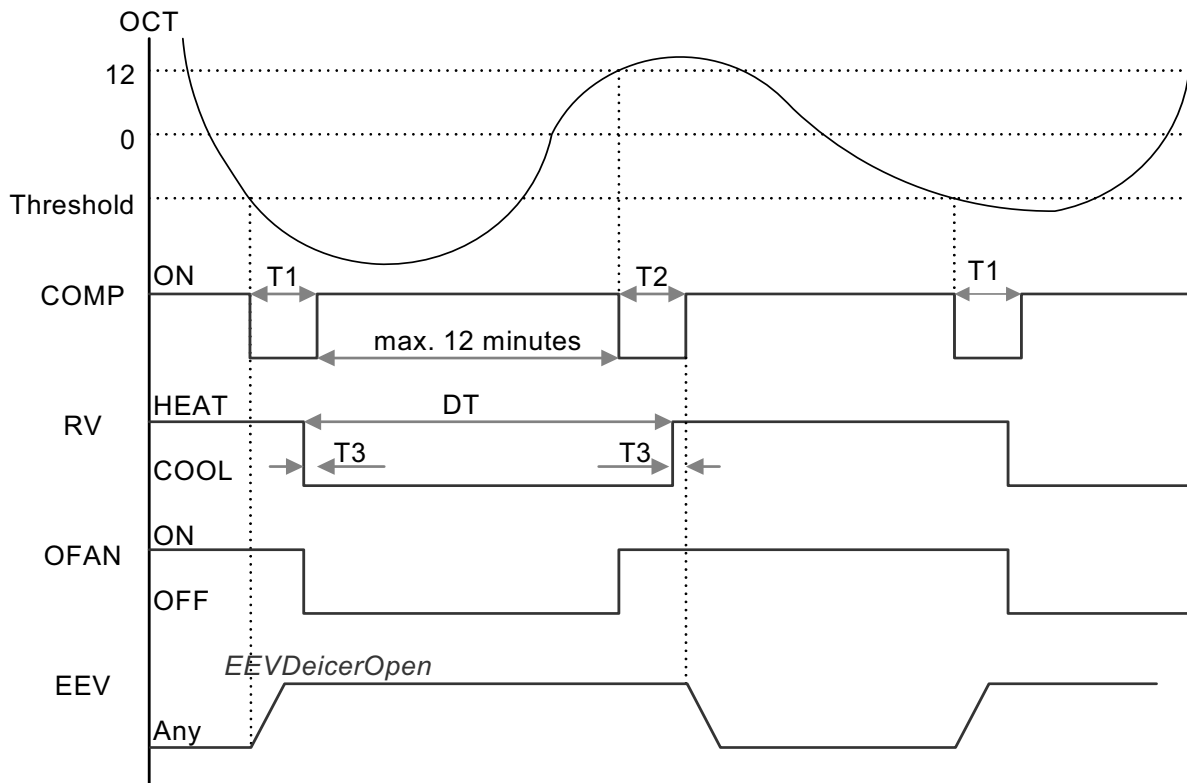 OCT
12
0
Threshold
ON
T1
T2
T1
COMP
max. 12 minutes
HEAT
DT
RV
T3
T3
COOL
ON
OFAN
OFF
EEVDeicerOpen
EEV
Any